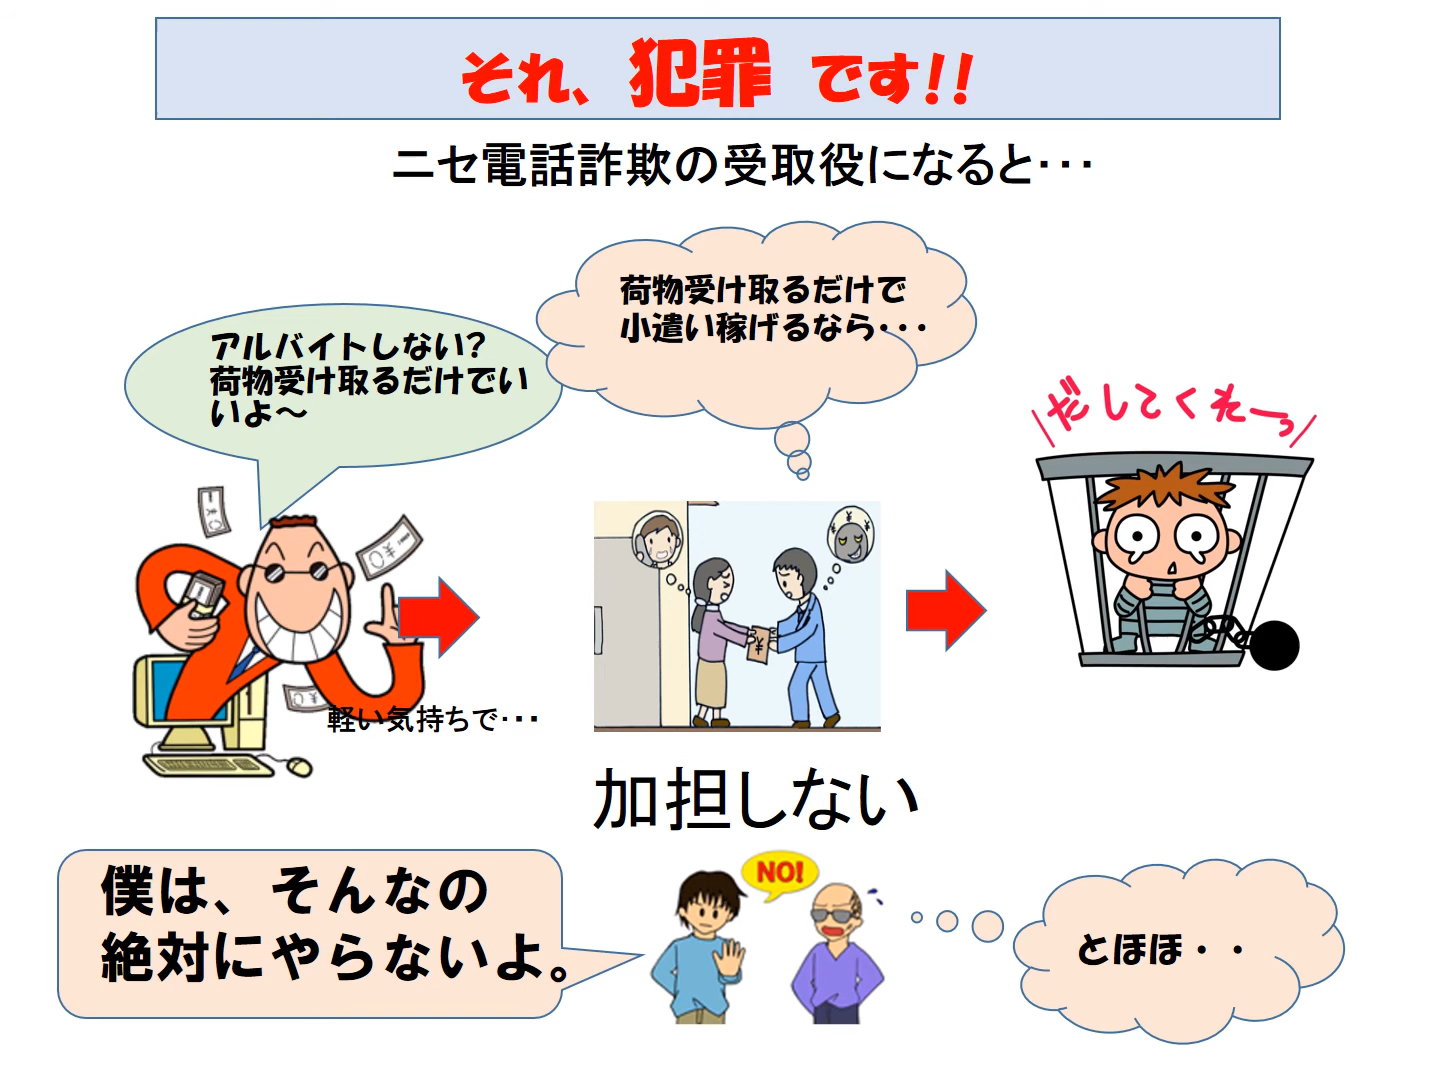 それ、犯罪 です!!
ニセ電話詐欺の受取役になると･･･
荷物受け取るだけで
小遣い稼げるなら･･･
アルバイトしない?
荷物受け取るだけでい
いよ～
だしてくれーっ
¥
¥
¥
¥ ¥ ¥
¥
軽い気持ちで･･･
加担しない
僕は、そんなの
絶対にやらないよ。
NO!
とほほ・・